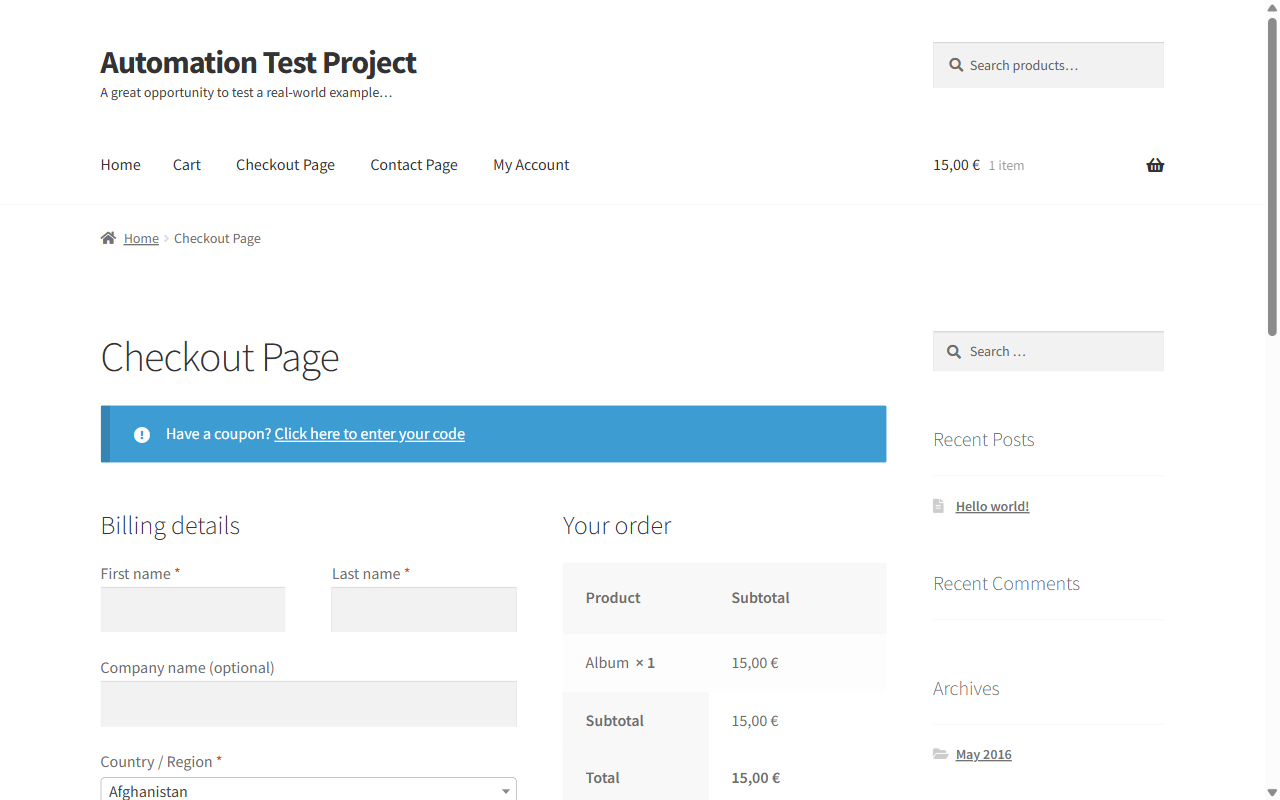 Automation Test Project
A great opportunity to test a real-world example…
Search products…
Home
Cart
Checkout Page
Contact Page
My Account
15,00 € 1 item
Home
Checkout Page
Checkout Page
Have a coupon? Click here to enter your code
Billing details
First name *
Last name *
Company name (optional)
Country / Region *
Afghanistan
Your order
Product Subtotal
Album × 1 15,00 €
Subtotal 15,00 €
Total 15,00 €
Search …
Recent Posts
Hello world!
Recent Comments
Archives
May 2016